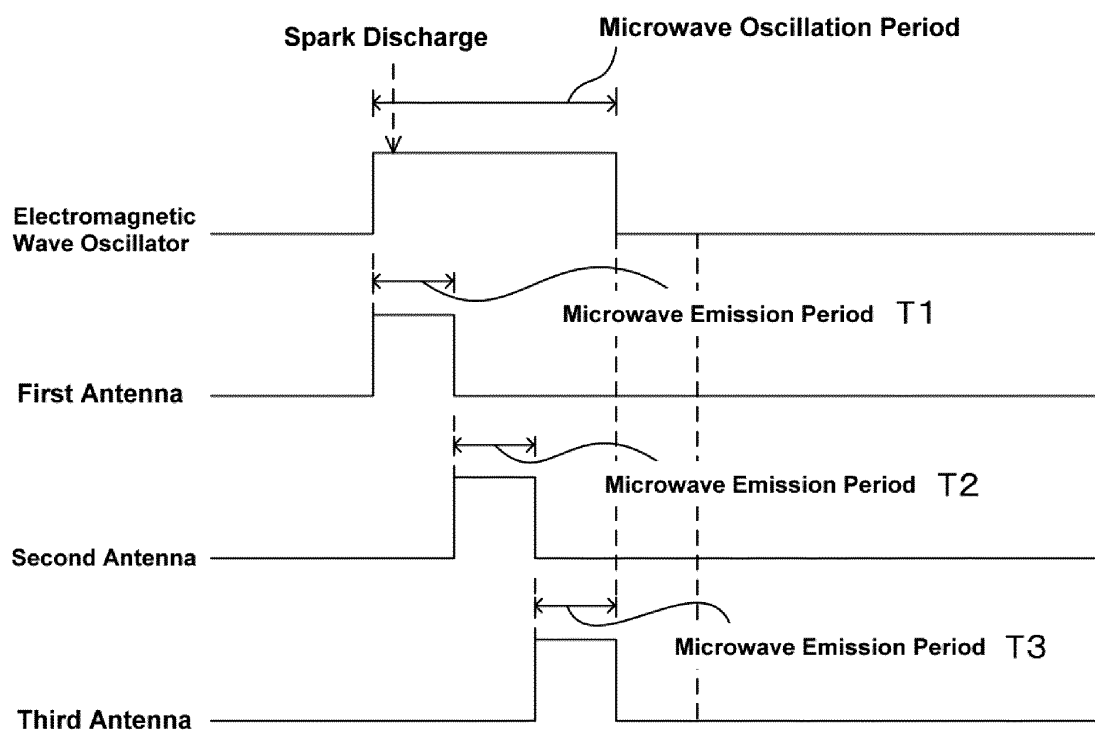 Microwave Oscillation Period
Spark Discharge
Electromagnetic
Wave Oscillator
Microwave Emission Period T1
First Antenna
Microwave Emission Period T2
Second Antenna
Microwave Emission Period T3
Third Antenna